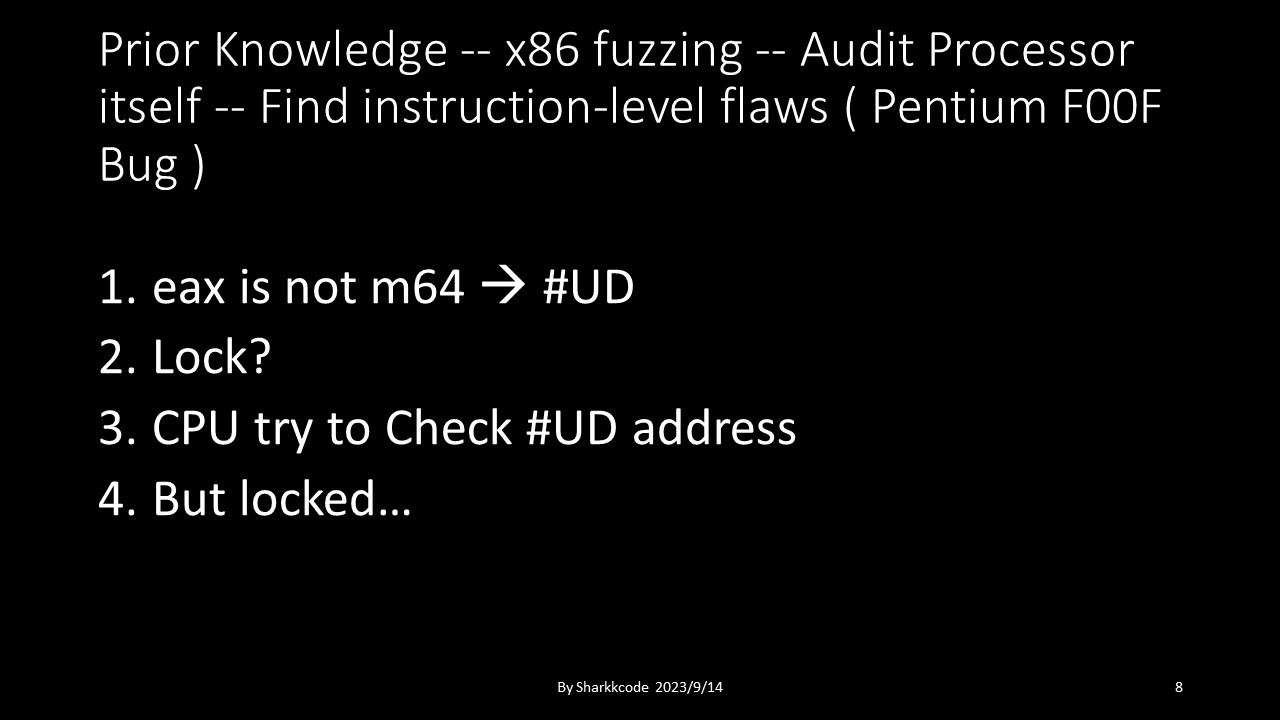 Prior Knowledge -- x86 fuzzing -- Audit Processor
itself -- Find instruction-level flaws ( Pentium F00F
Bug )
1. eax is not m64 → #UD
2. Lock?
3. CPU try to Check #UD address
4. But locked…
By Sharkkcode 2023/9/14
8